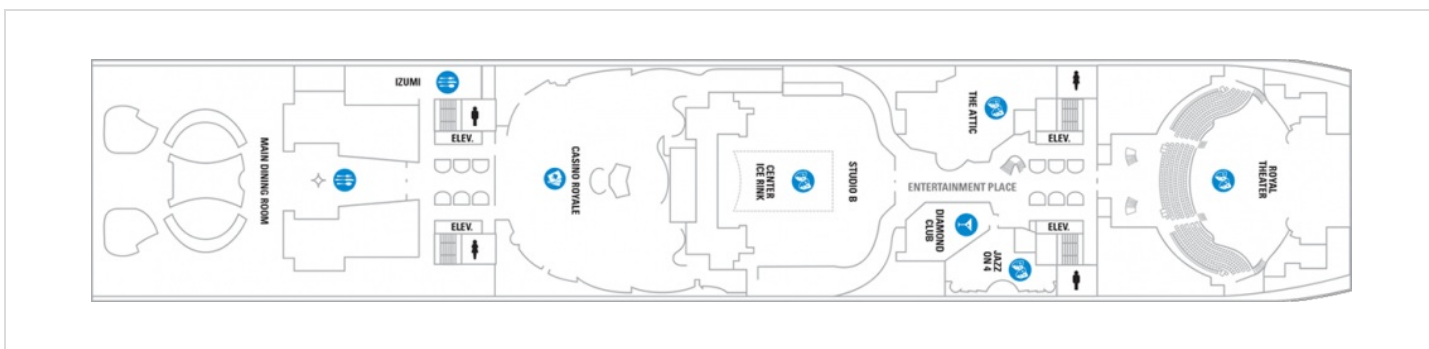 IZUMI
ELEV.
MAIN DINING ROOM
ELEV.
CASINO ROYALE
CENTER
ICE RINK
STUDIO B
THE ATTIC
ELEV.
ENTERTAINMENT PLACE
DIAMOND
CLUB
JAZZ
ON 4
ELEV.
ROYAL
THEATER